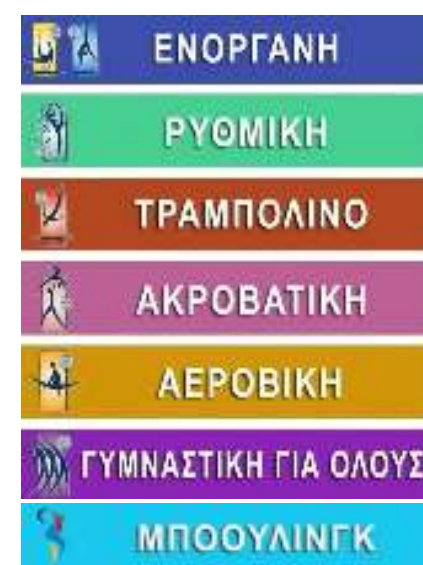 ΕΝΟΡΓΑΝΗ
ΡΥΘΜΙΚΗ
ΤΡΑΜΠΟΛΙΝΟ
ΑΚΡΟΒΑΤΙΚΗ
ΑΕΡΟΒΙΚΗ
ΓΥΜΝΑΣΤΙΚΗ ΓΙΑ ΟΛΟΥΣ
ΜΠΟΟΥΛΙΝΓΚ